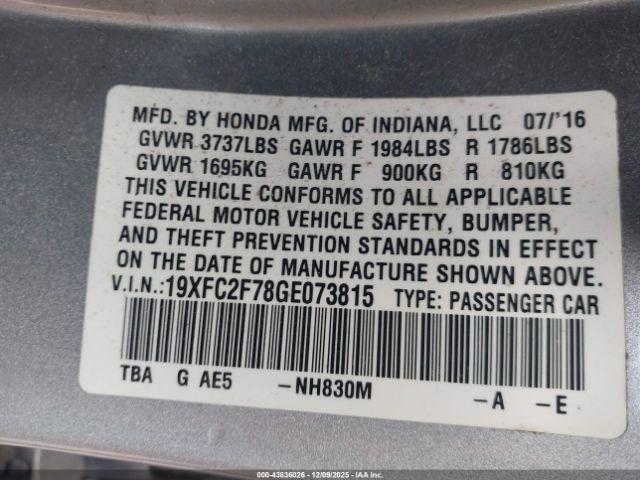 MFD. BY HONDA MFG. OF INDIANA, LLC 07/'16
GVWR 3737LBS GAWR F 1984LBS R 1786LBS
GVWR 1695KG GAWR F 900KG R 810KG
THIS VEHICLE CONFORMS TO ALL APPLICABLE
FEDERAL MOTOR VEHICLE SAFETY, BUMPER,
AND THEFT PREVENTION STANDARDS IN EFFECT
ON THE DATE OF MANUFACTURE SHOWN ABOVE.
V.I.N.:19XFC2F78GE073815 TYPE: PASSENGER CAR
TBA G AE5 -NH830M -A -E
000-43836026 - 12/09/2025 - IAA Inc.